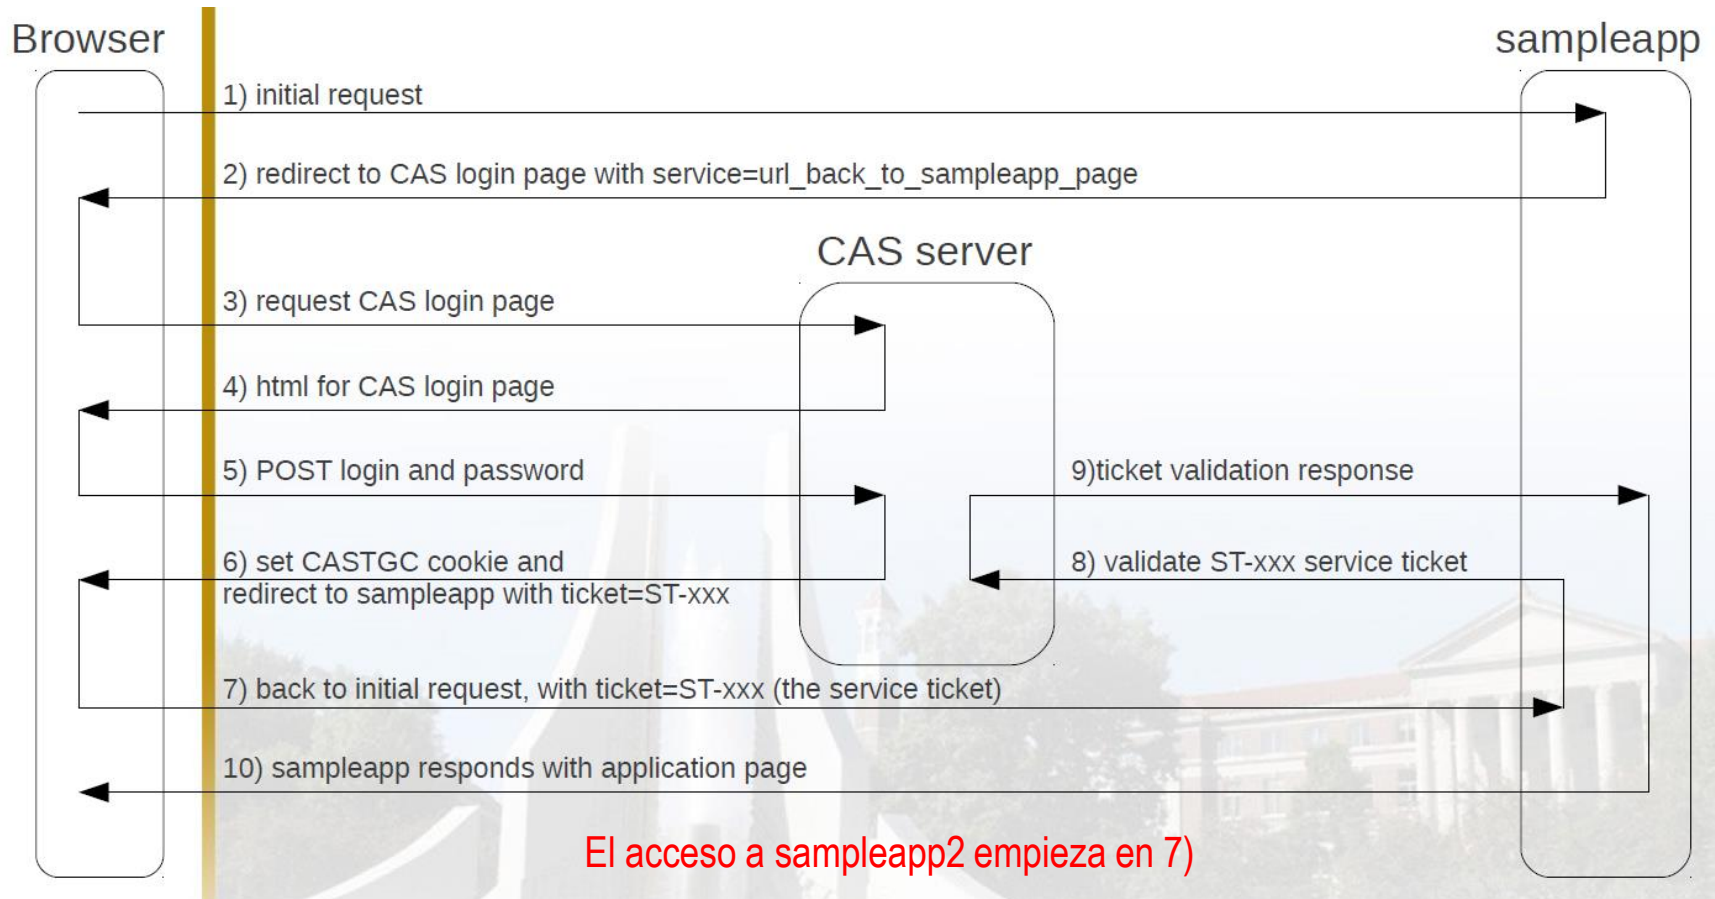 Browser
sampleapp
1) initial request
2) redirect to CAS login page with service=url_back_to_sampleapp_page
CAS server
3) request CAS login page
4) html for CAS login page
5) POST login and password
9)ticket validation response
6) set CASTGC cookie and
redirect to sampleapp with ticket=ST-xxx
8) validate ST-xxx service ticket
7) back to initial request, with ticket=ST-xxx (the service ticket)
10) sampleapp responds with application page
El acceso a sampleapp2 empieza en 7)